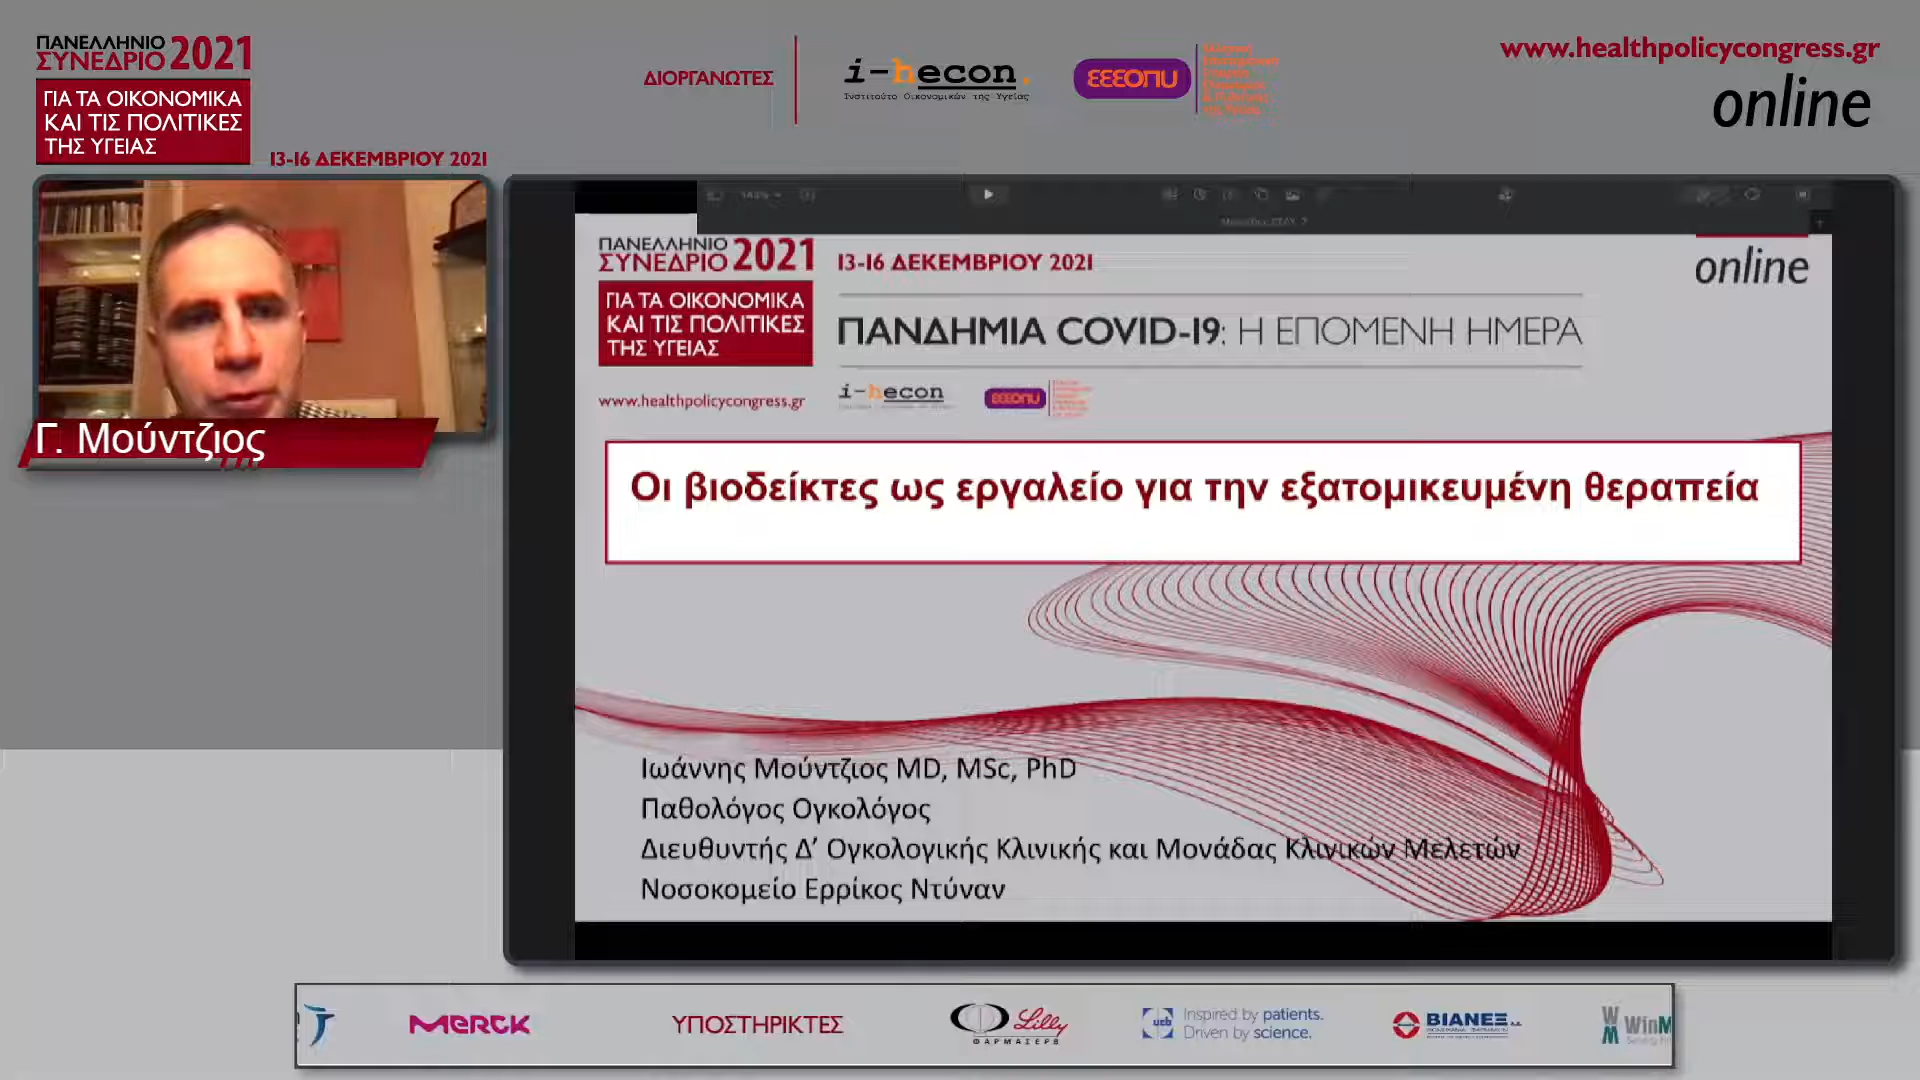 ΠΑΝΕΛΛΗΝΙΟ
ΣΥΝΕΔΡΙΟ 2021
ΓΙΑ ΤΑ ΟΙΚΟΝΟΜΙΚΑ
ΚΑΙ ΤΙΣ ΠΟΛΙΤΙΚΕΣ
ΤΗΣ ΥΓΕΙΑΣ
13-16 ΔΕΚΕΜΒΡΙΟΥ 2021
ΔΙΟΡΓΑΝΩΤΕΣ
i-hecon.
Ινστιτούτο Οικονομικών της Υγείας
ΕΕΕΟΠΥ
www.healthpolicycongress.gr
online
Γ. Μούντζιος
ΠΑΝΕΛΛΗΝΙΟ
ΣΥΝΕΔΡΙΟ 2021
ΓΙΑ ΤΑ ΟΙΚΟΝΟΜΙΚΑ
ΚΑΙ ΤΙΣ ΠΟΛΙΤΙΚΕΣ
ΤΗΣ ΥΓΕΙΑΣ
www.healthpolicycongress.gr
13-16 ΔΕΚΕΜΒΡΙΟΥ 2021
online
ΠΑΝΔΗΜΙΑ COVID-19: Η ΕΠΟΜΕΝΗ ΗΜΕΡΑ
i-hecon
ΕΕΕΟΠΥ
Οι βιοδείκτες ως εργαλείο για την εξατομικευμένη θεραπεία
Ιωάννης Μούντζιος MD, MSc, PhD
Παθολόγος Ογκολόγος
Διευθυντής Δ’ Ογκολογικής Κλινικής και Μονάδας Κλινικών Μελετών
Νοσοκομείο Ερρίκος Ντύναν
MERCK
ΥΠΟΣΤΗΡΙΚΤΕΣ
Lilly
ΦΑΡΜΑΣΕΡΒ
ucb
Inspired by patients.
Driven by science.
ΒΙΑΝΕΞ Α.Ε.
WinM